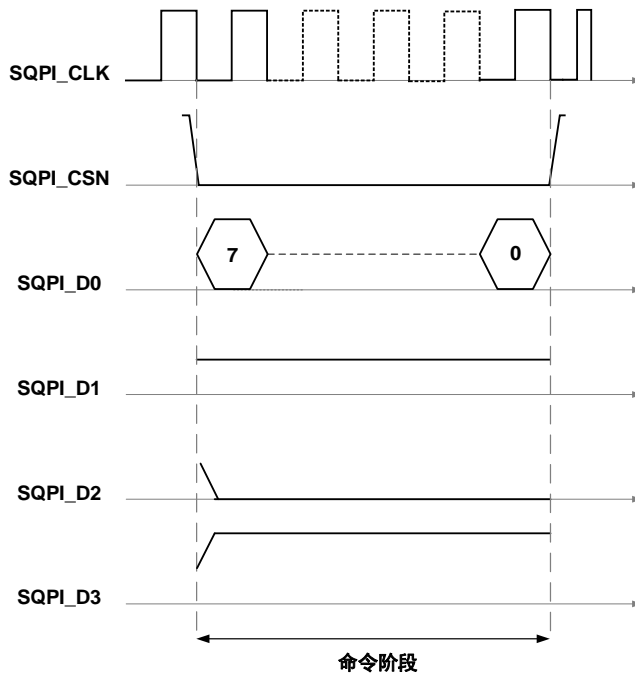 SQPI_CLK
SQPI_CSN
7
0
SQPI_D0
SQPI_D1
SQPI_D2
SQPI_D3
命令阶段